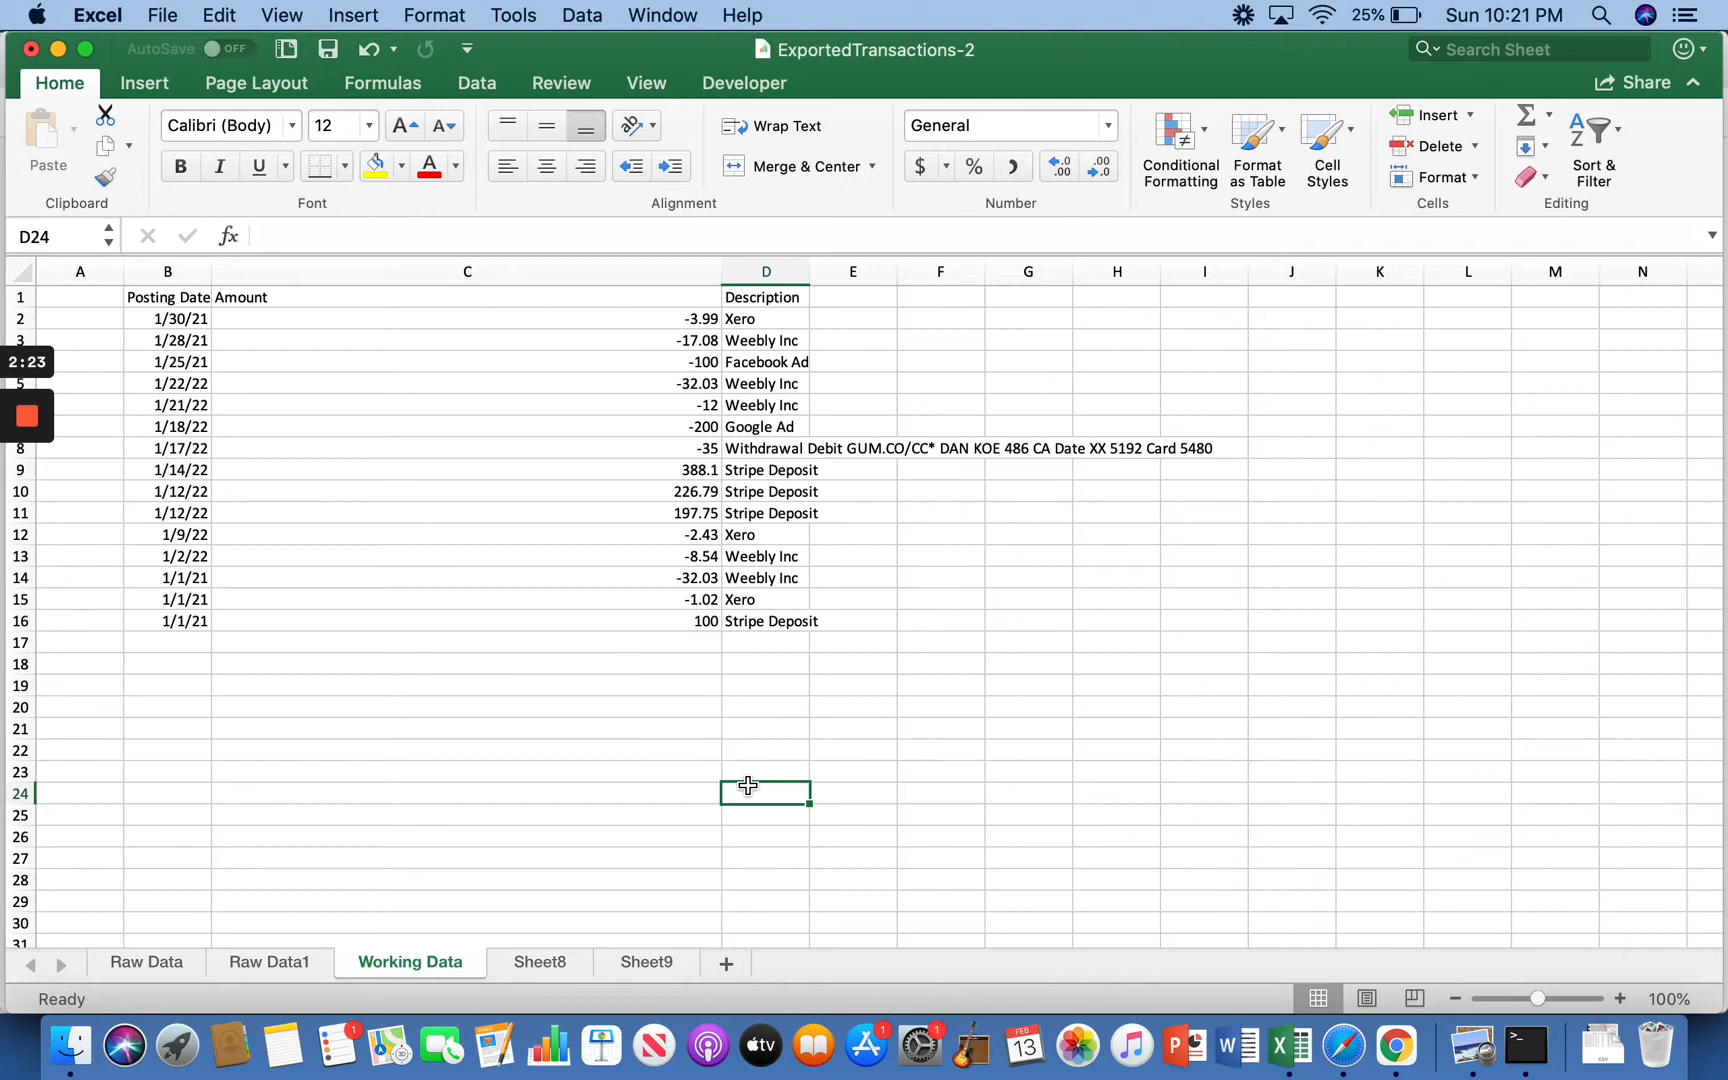 Excel File Edit View Insert Format Tools Data Window Help 25% Sun 10:21 PM
AutoSave OFF ExportedTransactions-2 Search Sheet
Home Insert Page Layout Formulas Data Review View Developer Share
Paste Calibri (Body) 12 A A Wrap Text General Conditional Formatting Format as Table Cell Styles Insert Sort & Filter
B I U A Merge & Center $ % Delete
Format
Clipboard Font Alignment Number Styles Cells Editing
D24 fx
A B C D E F G H I J K L M N
1 Posting Date Amount Description
2 1/30/21 -3.99 Xero
3 1/28/21 -17.08 Weebly Inc
2:23 1/25/21 -100 Facebook Ad
5 1/22/22 -32.03 Weebly Inc
1/21/22 -12 Weebly Inc
1/18/22 -200 Google Ad
8 1/17/22 -35 Withdrawal Debit GUM.CO/CC* DAN KOE 486 CA Date XX 5192 Card 5480
9 1/14/22 388.1 Stripe Deposit
10 1/12/22 226.79 Stripe Deposit
11 1/12/22 197.75 Stripe Deposit
12 1/9/22 -2.43 Xero
13 1/2/22 -8.54 Weebly Inc
14 1/1/21 -32.03 Weebly Inc
15 1/1/21 -1.02 Xero
16 1/1/21 100 Stripe Deposit
17
18
19
20
21
22
23
24
25
26
27
28
29
30
31
Raw Data Raw Data1 Working Data Sheet8 Sheet9 +
Ready 100%
1 tv 1 1 FEB 13 P W X CSV